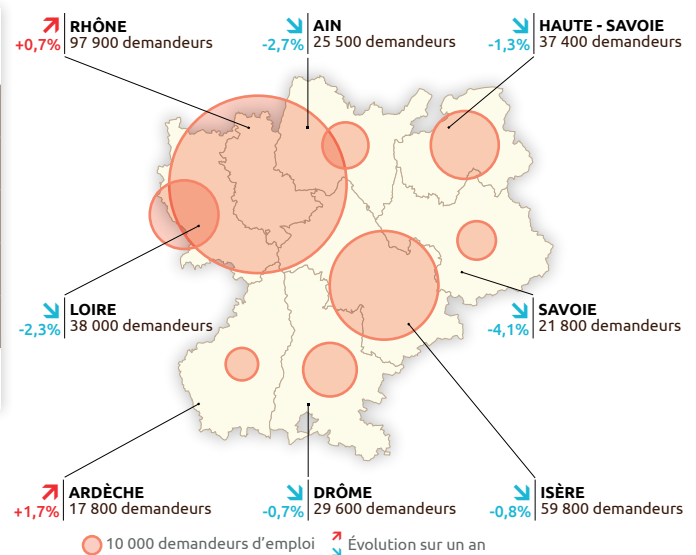 RHÔNE
+0,7% 97 900 demandeurs
AIN
-2,7% 25 500 demandeurs
HAUTE - SAVOIE
-1,3% 37 400 demandeurs
LOIRE
-2,3% 38 000 demandeurs
SAVOIE
-4,1% 21 800 demandeurs
ARDÈCHE
+1,7% 17 800 demandeurs
DRÔME
-0,7% 29 600 demandeurs
ISÈRE
-0,8% 59 800 demandeurs
10 000 demandeurs d'emploi
Évolution sur un an